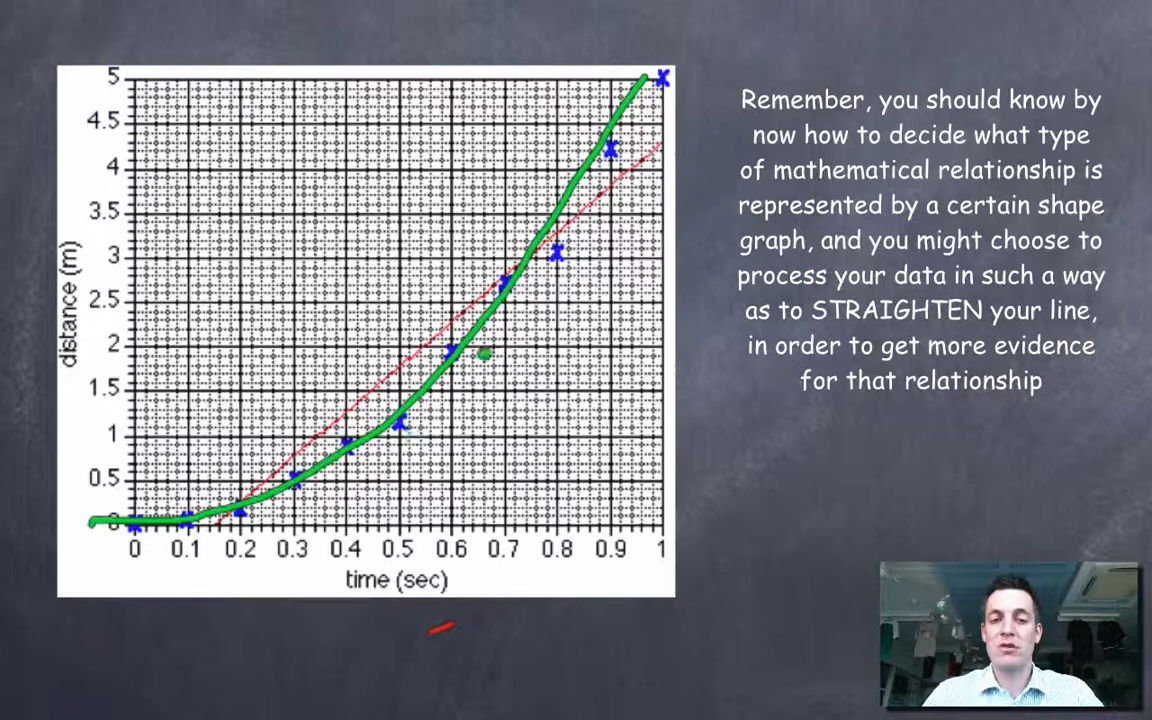 5
4.5
4
3.5
3
2.5
2
1.5
1
0.5
0
distance (m)
0 0.1 0.2 0.3 0.4 0.5 0.6 0.7 0.8 0.9 1
time (sec)
Remember, you should know by
now how to decide what type
of mathematical relationship is
represented by a certain shape
graph, and you might choose to
process your data in such a way
as to STRAIGHTEN your line,
in order to get more evidence
for that relationship